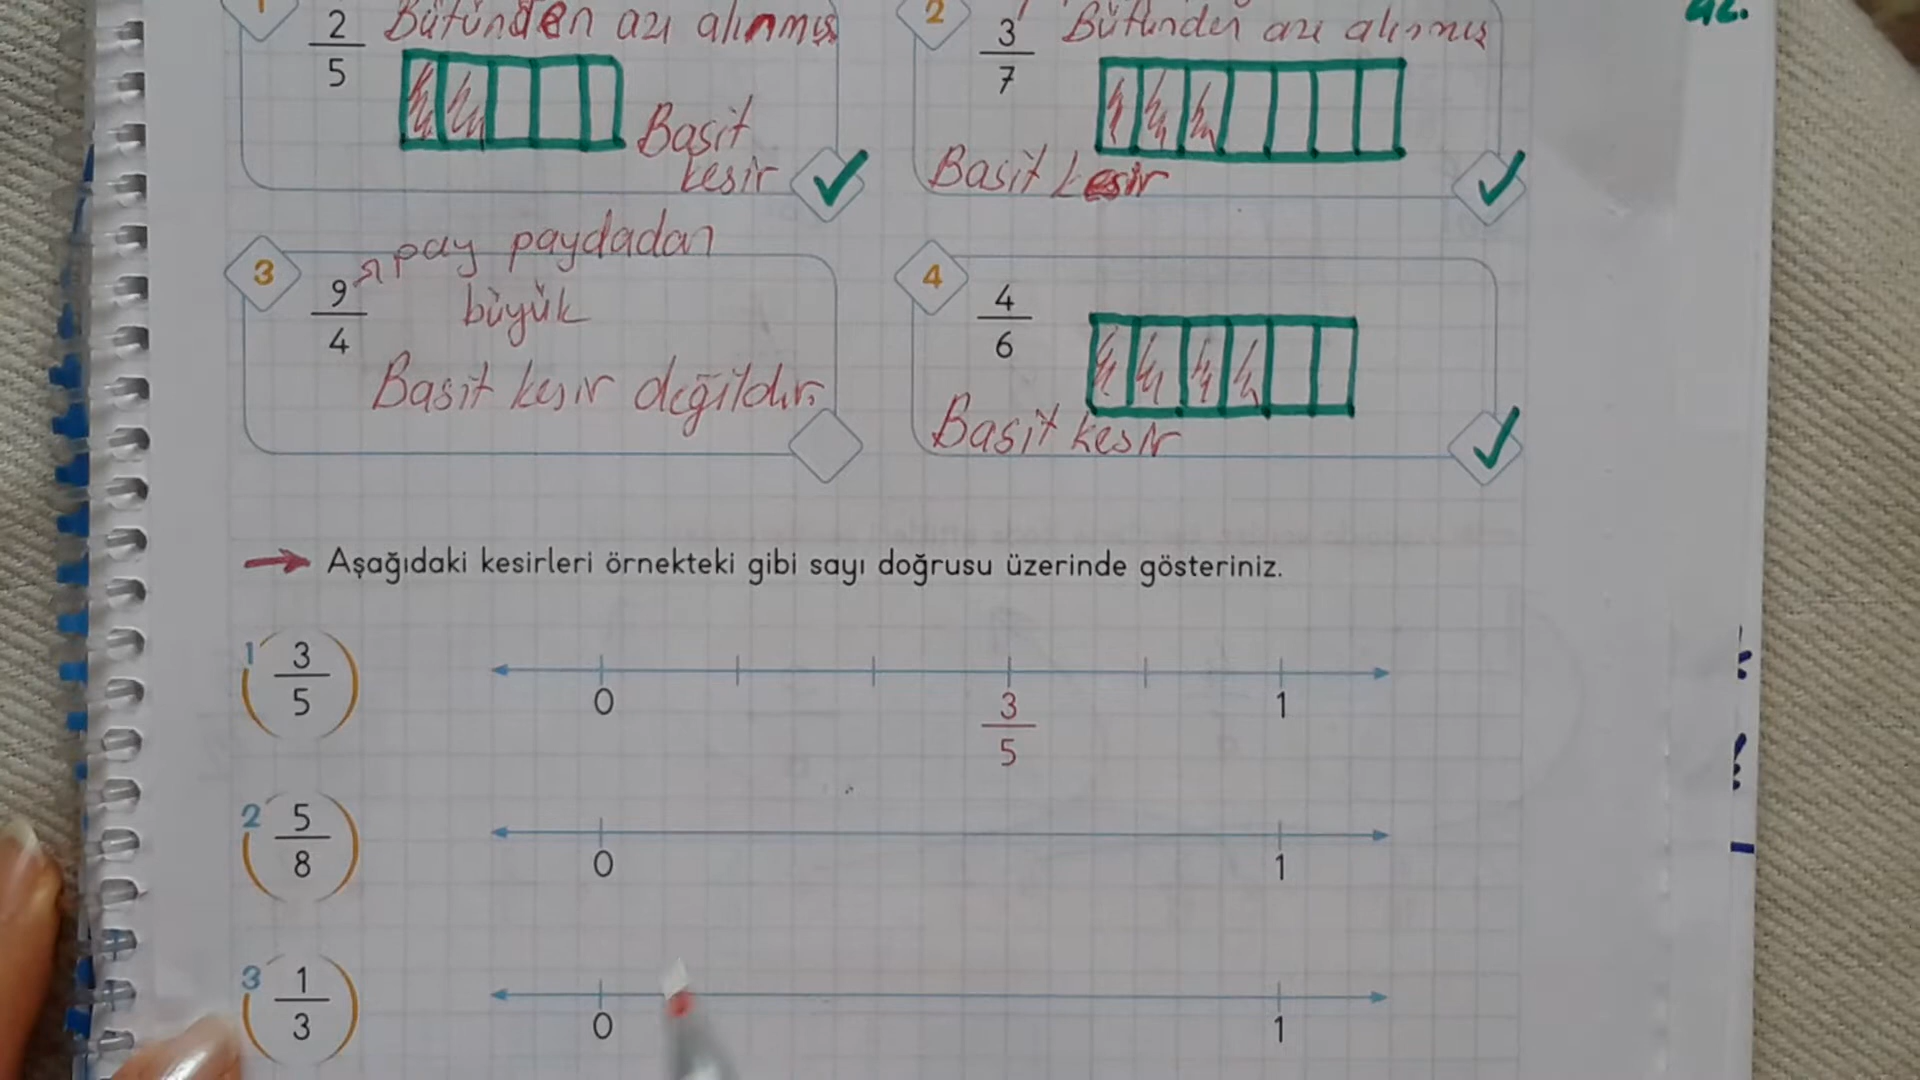 1
2
5
Bütünden azı alınmış
Basit
kesir
2
3
7
Bütünden azı alınmış
Basit kesir
3
9
4
pay paydadan
büyük
Basit kesir değildir.
4
4
6
Basit kesir
Aşağıdaki kesirleri örnekteki gibi sayı doğrusu üzerinde gösteriniz.
1
3
5
0
3
5
1
2
5
8
0
1
3
1
3
0
1